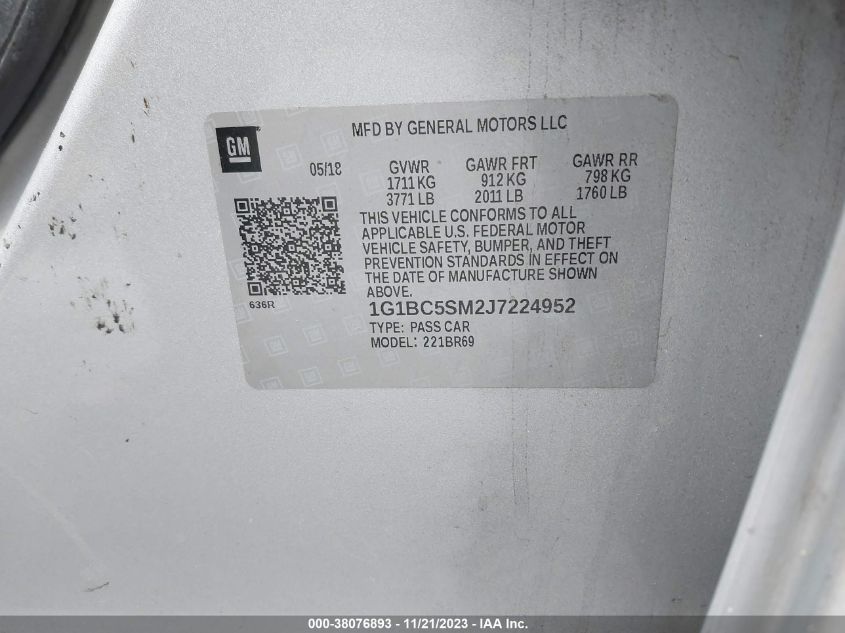 GM
MFD BY GENERAL MOTORS LLC
05/18
GVWR GAWR FRT GAWR RR
1711 KG 912 KG 798 KG
3771 LB 2011 LB 1760 LB
THIS VEHICLE CONFORMS TO ALL
APPLICABLE U.S. FEDERAL MOTOR
VEHICLE SAFETY, BUMPER, AND THEFT
PREVENTION STANDARDS IN EFFECT ON
THE DATE OF MANUFACTURE SHOWN
ABOVE.
636R
1G1BC5SM2J7224952
TYPE: PASS CAR
MODEL: 221BR69
000-38076893 - 11/21/2023 - IAA Inc.